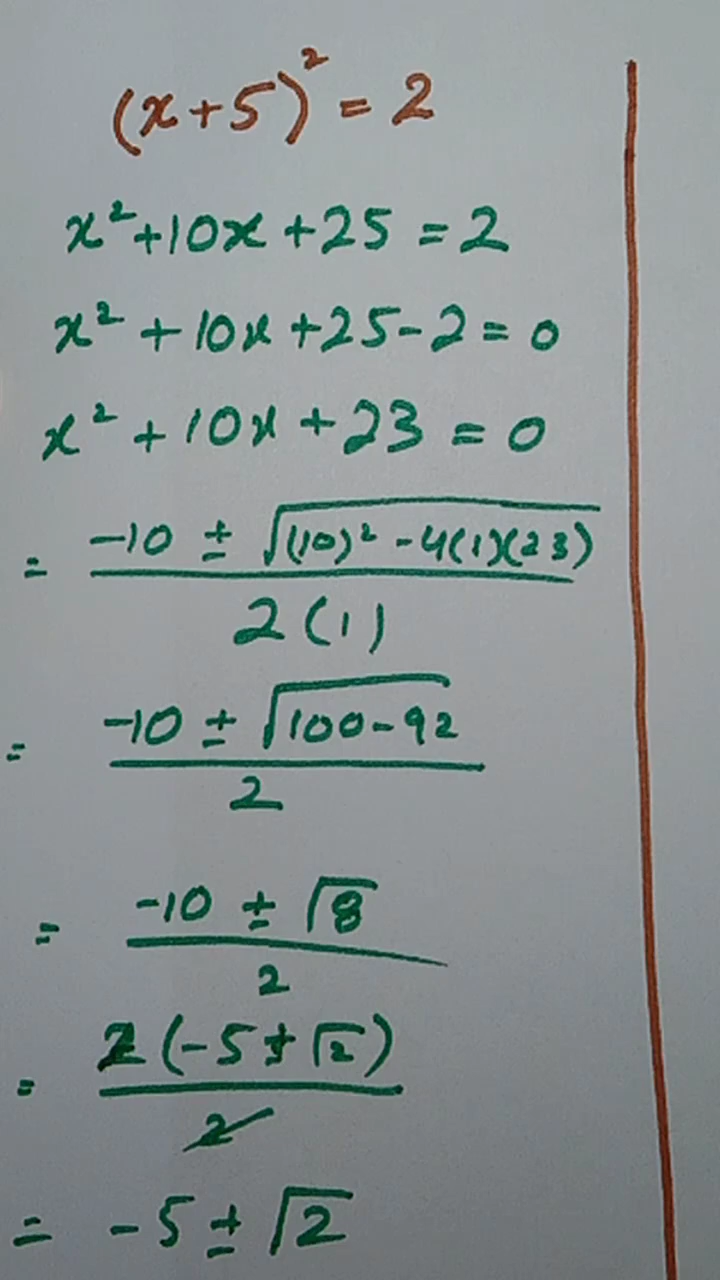 (x+5)² = 2
x²+10x+25 = 2
x²+10x+25-2 = 0
x²+10x+23 = 0
= -10 ± √(10)²-4(1)(23)
2(1)
= -10 ± √100-92
2
= -10 ± √8
2
= 2(-5±√2)
2
= -5±√2